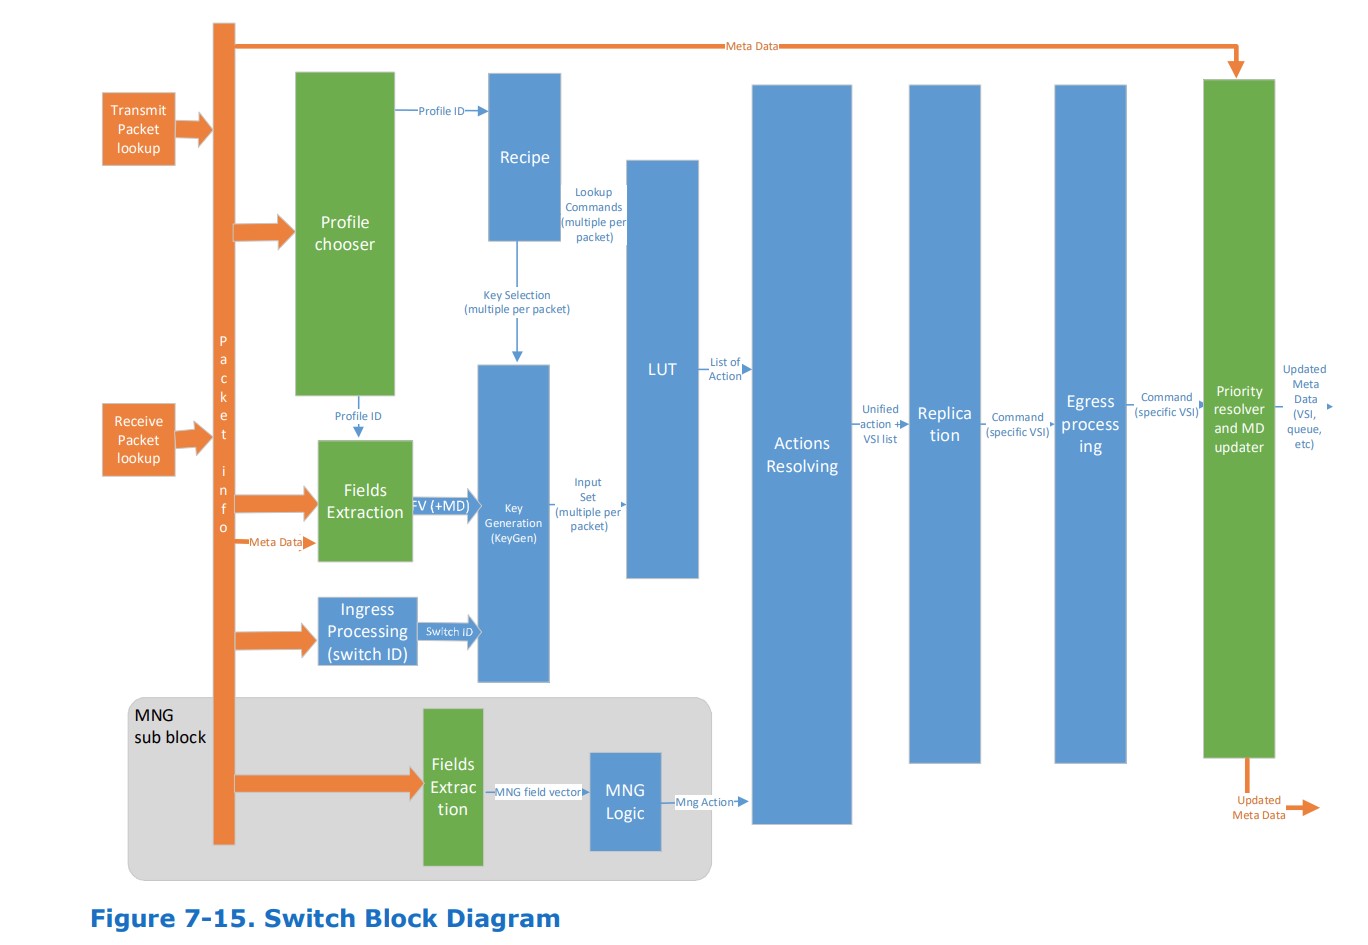 Meta Data
Transmit
Packet
lookup
Profile ID
Recipe
Profile
chooser
Lookup
Commands
(multiple per
packet)
Key Selection
(multiple per packet)
Packet info
LUT
List of
Action
Receive
Packet
lookup
Profile ID
Fields
Extraction
FV (+MD)
Meta Data
Key
Generation
(KeyGen)
Input
Set
(multiple per
packet)
Ingress
Processing
(switch ID)
Switch ID
Actions
Resolving
Unified
action +
VSI list
Replica
tion
Command
(specific VSI)
Egress
process
ing
Command
(specific VSI)
Priority
resolver
and MD
updater
Updated
Meta
Data
(VSI,
queue,
etc)
MNG
sub block
Fields
Extrac
tion
MNG field vector
MNG
Logic
Mng Action
Updated
Meta Data
Figure 7-15. Switch Block Diagram